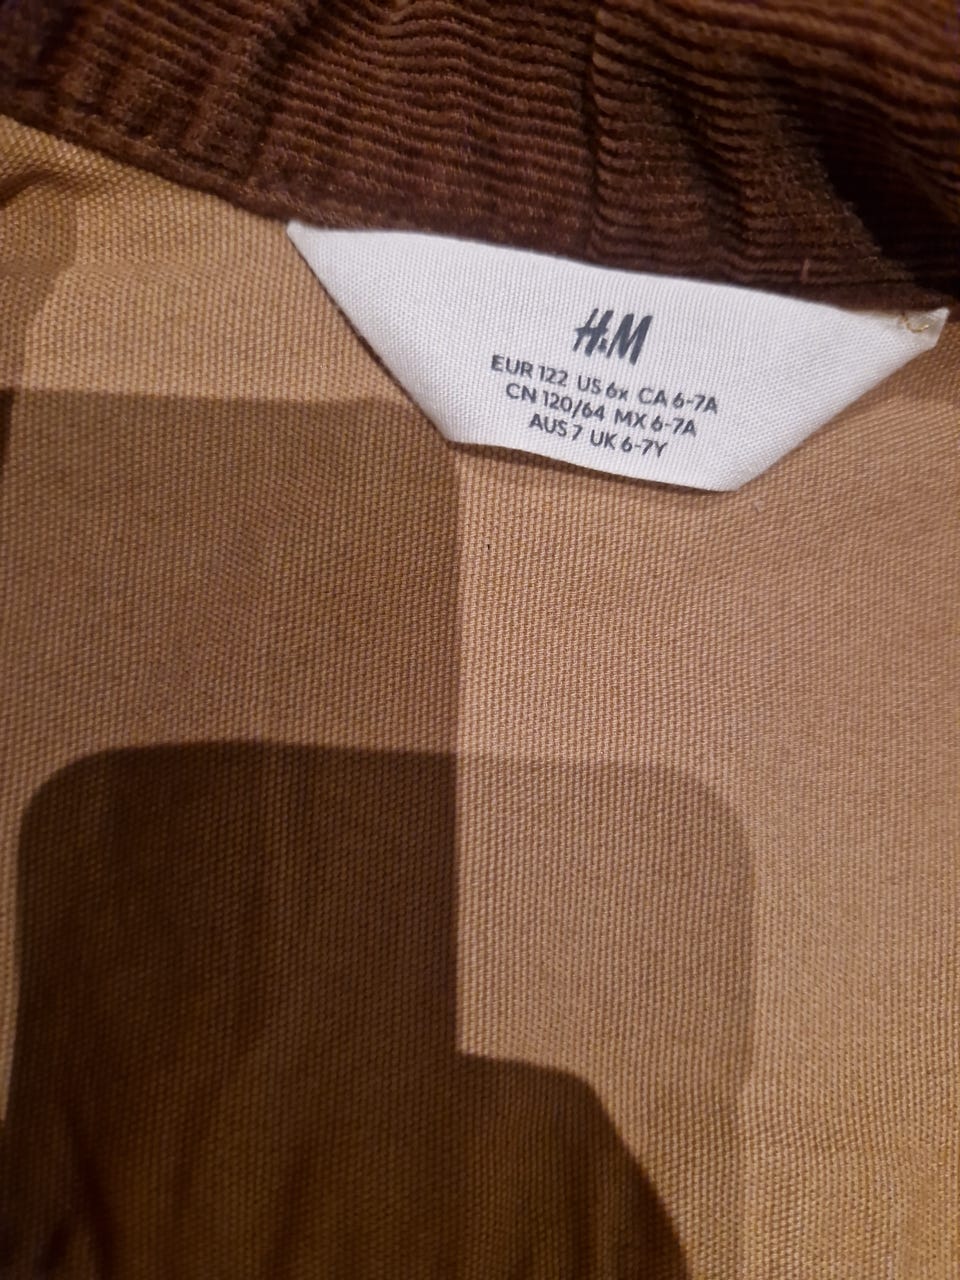 H&M
EUR 122 US 6x CA 6-7A
CN 120/64 MX 6-7A
AUS 7 UK 6-7Y